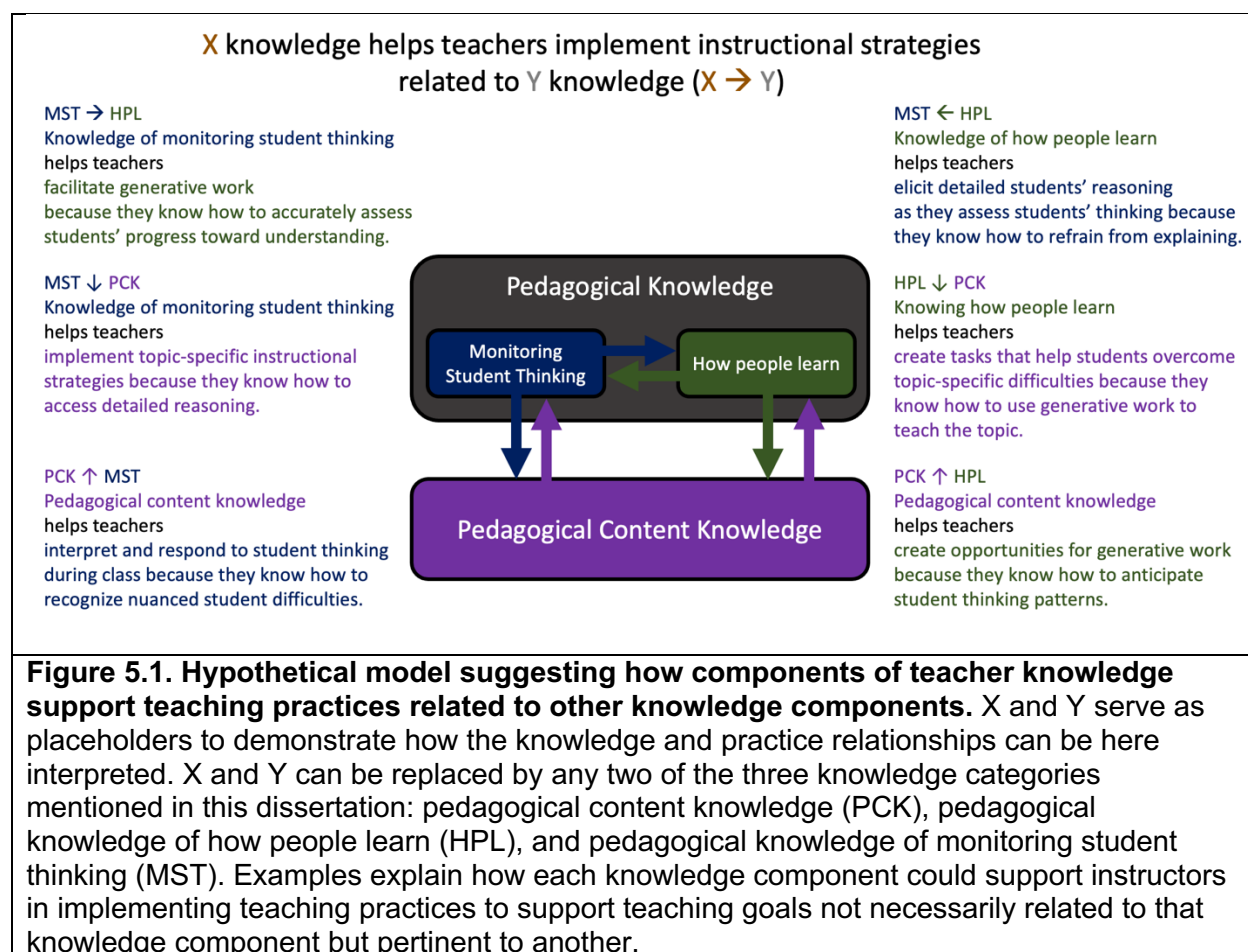 X knowledge helps teachers implement instructional strategies
related to Y knowledge (X → Y)
MST → HPL
Knowledge of monitoring student thinking
helps teachers
facilitate generative work
because they know how to accurately assess
students’ progress toward understanding.
MST ↓ PCK
Knowledge of monitoring student thinking
helps teachers
implement topic-specific instructional
strategies because they know how to
access detailed reasoning.
PCK ↑ MST
Pedagogical content knowledge
helps teachers
interpret and respond to student thinking
during class because they know how to
recognize nuanced student difficulties.
Pedagogical Knowledge
Monitoring
Student Thinking
How people learn
Pedagogical Content Knowledge
MST ← HPL
Knowledge of how people learn
helps teachers
elicit detailed students’ reasoning
as they assess students’ thinking because
they know how to refrain from explaining.
HPL ↓ PCK
Knowing how people learn
helps teachers
create tasks that help students overcome
topic-specific difficulties because they
know how to use generative work to
teach the topic.
PCK ↑ HPL
Pedagogical content knowledge
helps teachers
create opportunities for generative work
because they know how to anticipate
student thinking patterns.
Figure 5.1. Hypothetical model suggesting how components of teacher knowledge
support teaching practices related to other knowledge components. X and Y serve as
placeholders to demonstrate how the knowledge and practice relationships can be here
interpreted. X and Y can be replaced by any two of the three knowledge categories
mentioned in this dissertation: pedagogical content knowledge (PCK), pedagogical
knowledge of how people learn (HPL), and pedagogical knowledge of monitoring student
thinking (MST). Examples explain how each knowledge component could support instructors
in implementing teaching practices to support teaching goals not necessarily related to that
knowledge component but pertinent to another.